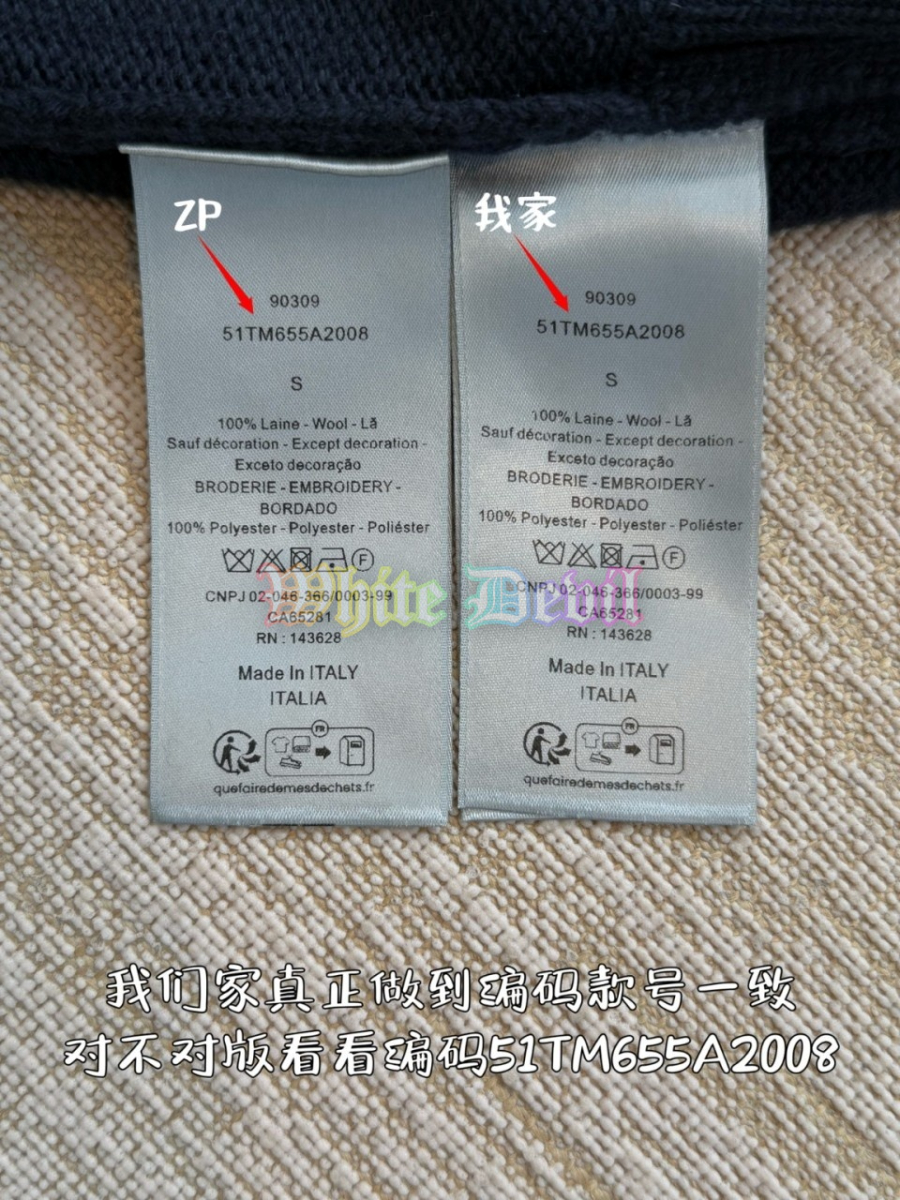 ZP
90309
51TM655A2008
S
100% Laine - Wool - Lã
Sauf décoration - Except decoration -
Exceto decoração
BRODERIE - EMBROIDERY -
BORDADO
100% Polyester - Polyester - Poliéster
F
CNPJ 02-046-366/0003-99
CA65281
RN : 143628
Made In ITALY
ITALIA
FR
quefairedemesdechets.fr
我家
90309
51TM655A2008
S
100% Laine - Wool - Lã
Sauf décoration - Except decoration -
Exceto decoração
BRODERIE - EMBROIDERY -
BORDADO
100% Polyester - Polyester - Poliéster
F
CNPJ 02-046-366/0003-99
CA65281
RN : 143628
Made In ITALY
ITALIA
FR
quefairedemesdechets.fr
White Devil
我们家真正做到编码款号一致
对不对版看看编码51TM655A2008